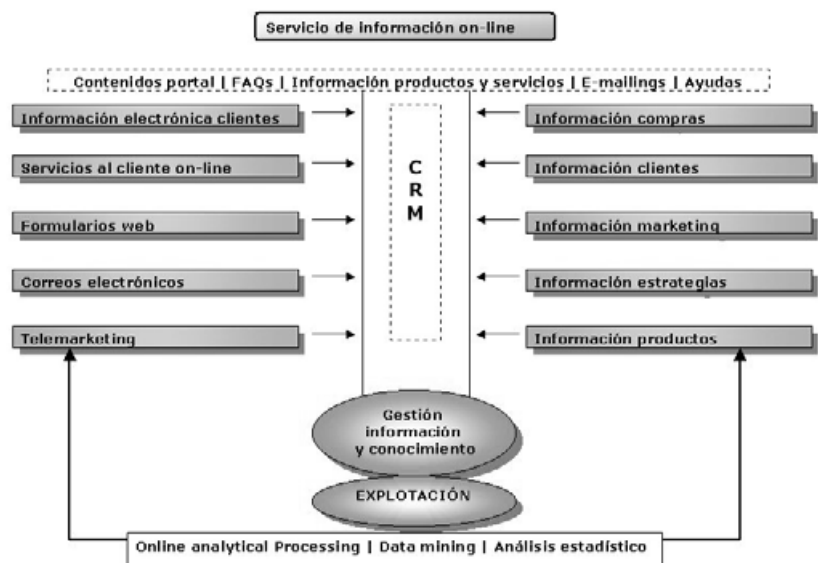 Servicio de información on-line
Contenidos portal | FAQs | Información productos y servicios | E-mailings | Ayudas
Información electrónica clientes
Servicios al cliente on-line
Formularios web
Correos electrónicos
Telemarketing
C
R
M
Información compras
Información clientes
Información marketing
Información estrategias
Información productos
Gestión
información
y conocimiento
EXPLOTACIÓN
Online analytical Processing | Data mining | Análisis estadístico